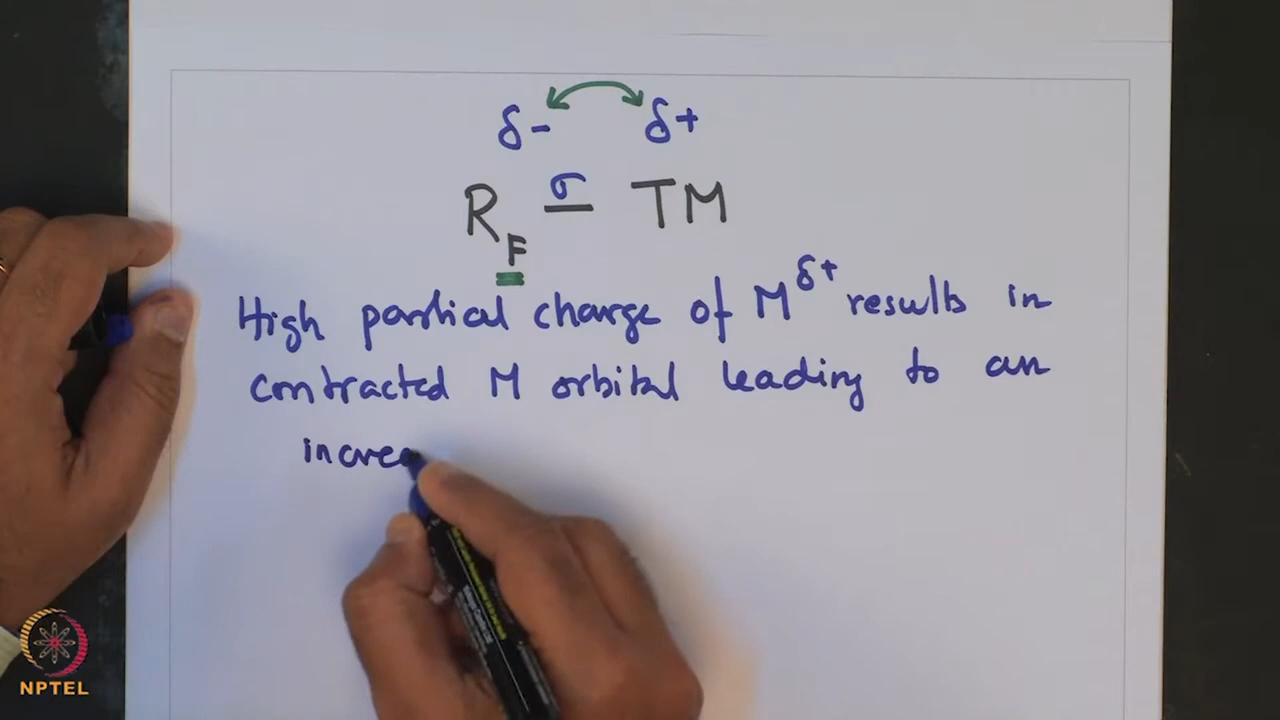 δ- δ+
R_F —σ— TM
High partial charge of M^δ+ results in
contracted M orbital leading to an
increa
NPTEL